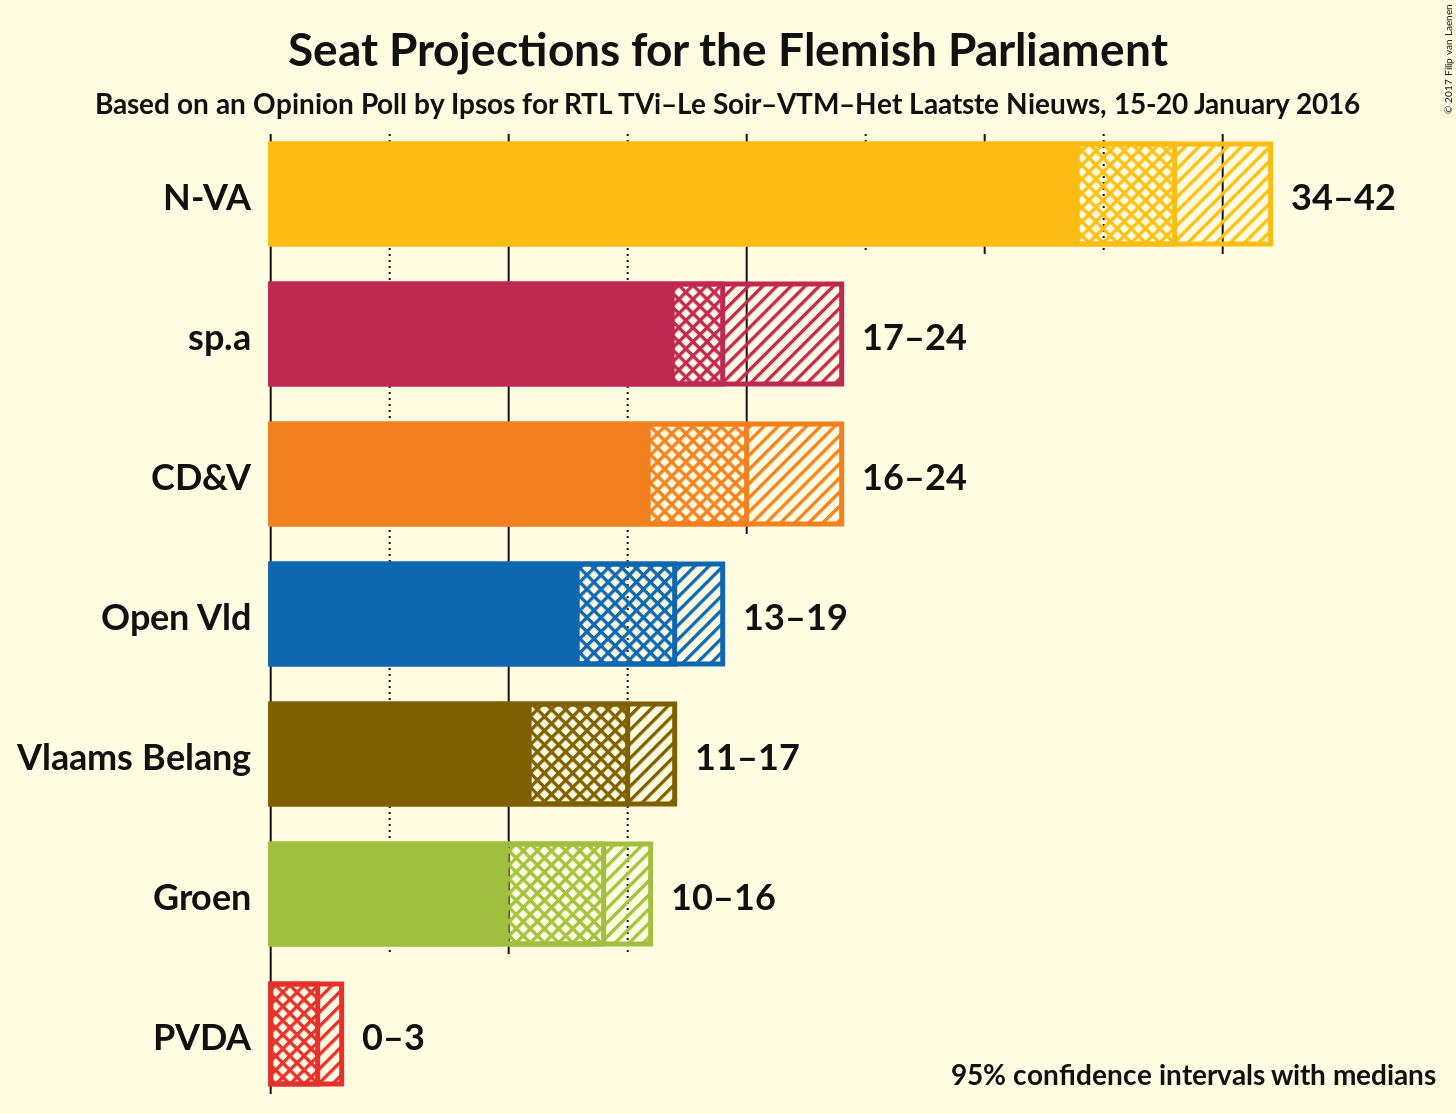 Seat Projections for the Flemish Parliament
Based on an Opinion Poll by Ipsos for RTL TVi–Le Soir–VTM–Het Laatste Nieuws, 15-20 January 2016
© 2017 Filip van Laenen
N-VA 34–42
sp.a 17–24
CD&V 16–24
Open Vld 13–19
Vlaams Belang 11–17
Groen 10–16
PVDA 0–3
95% confidence intervals with medians